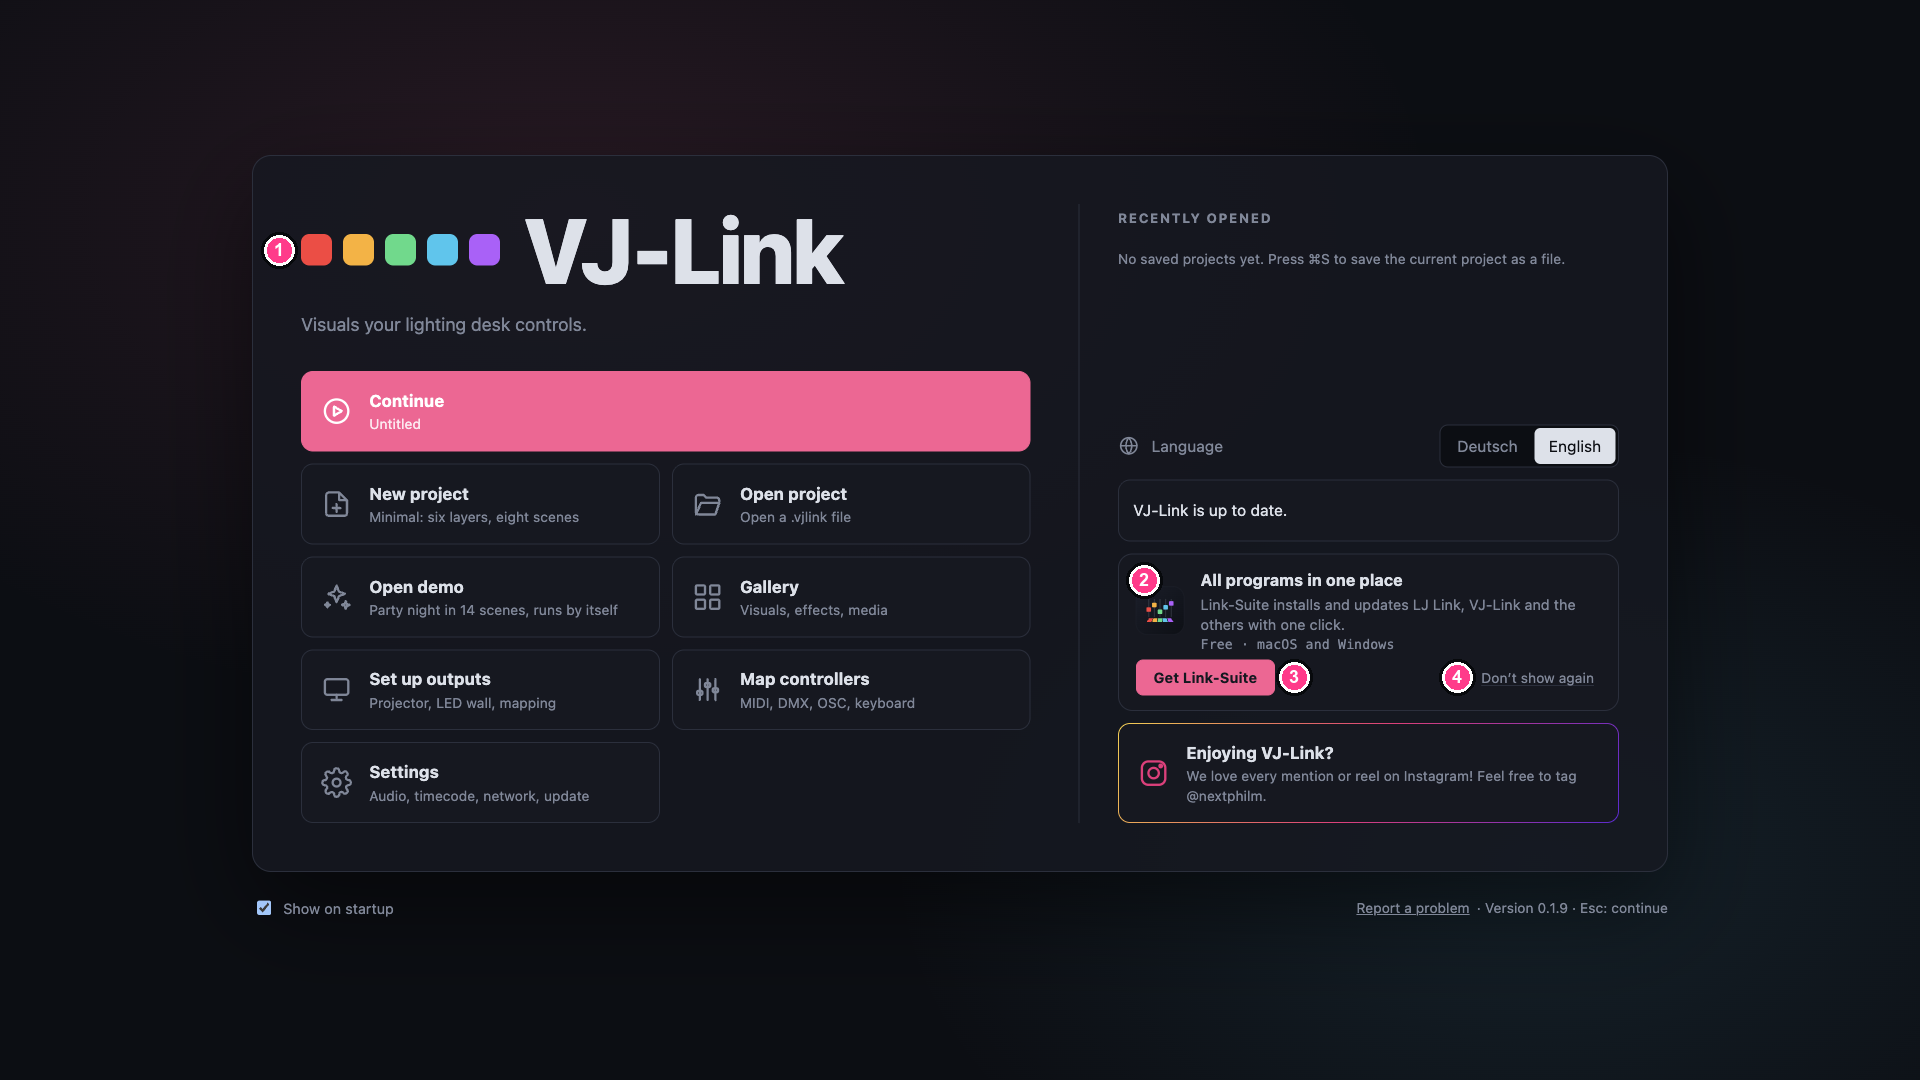 1
VJ-Link
Visuals your lighting desk controls.
Continue
Untitled
New project
Minimal: six layers, eight scenes
Open project
Open a .vjlink file
Open demo
Party night in 14 scenes, runs by itself
Gallery
Visuals, effects, media
Set up outputs
Projector, LED wall, mapping
Map controllers
MIDI, DMX, OSC, keyboard
Settings
Audio, timecode, network, update
RECENTLY OPENED
No saved projects yet. Press ⌘S to save the current project as a file.
Language
Deutsch
English
VJ-Link is up to date.
2
All programs in one place
Link-Suite installs and updates LJ Link, VJ-Link and the
others with one click.
Free · macOS and Windows
Get Link-Suite
3
4
Don’t show again
Enjoying VJ-Link?
We love every mention or reel on Instagram! Feel free to tag
@nextphilm.
Show on startup
Report a problem · Version 0.1.9 · Esc: continue